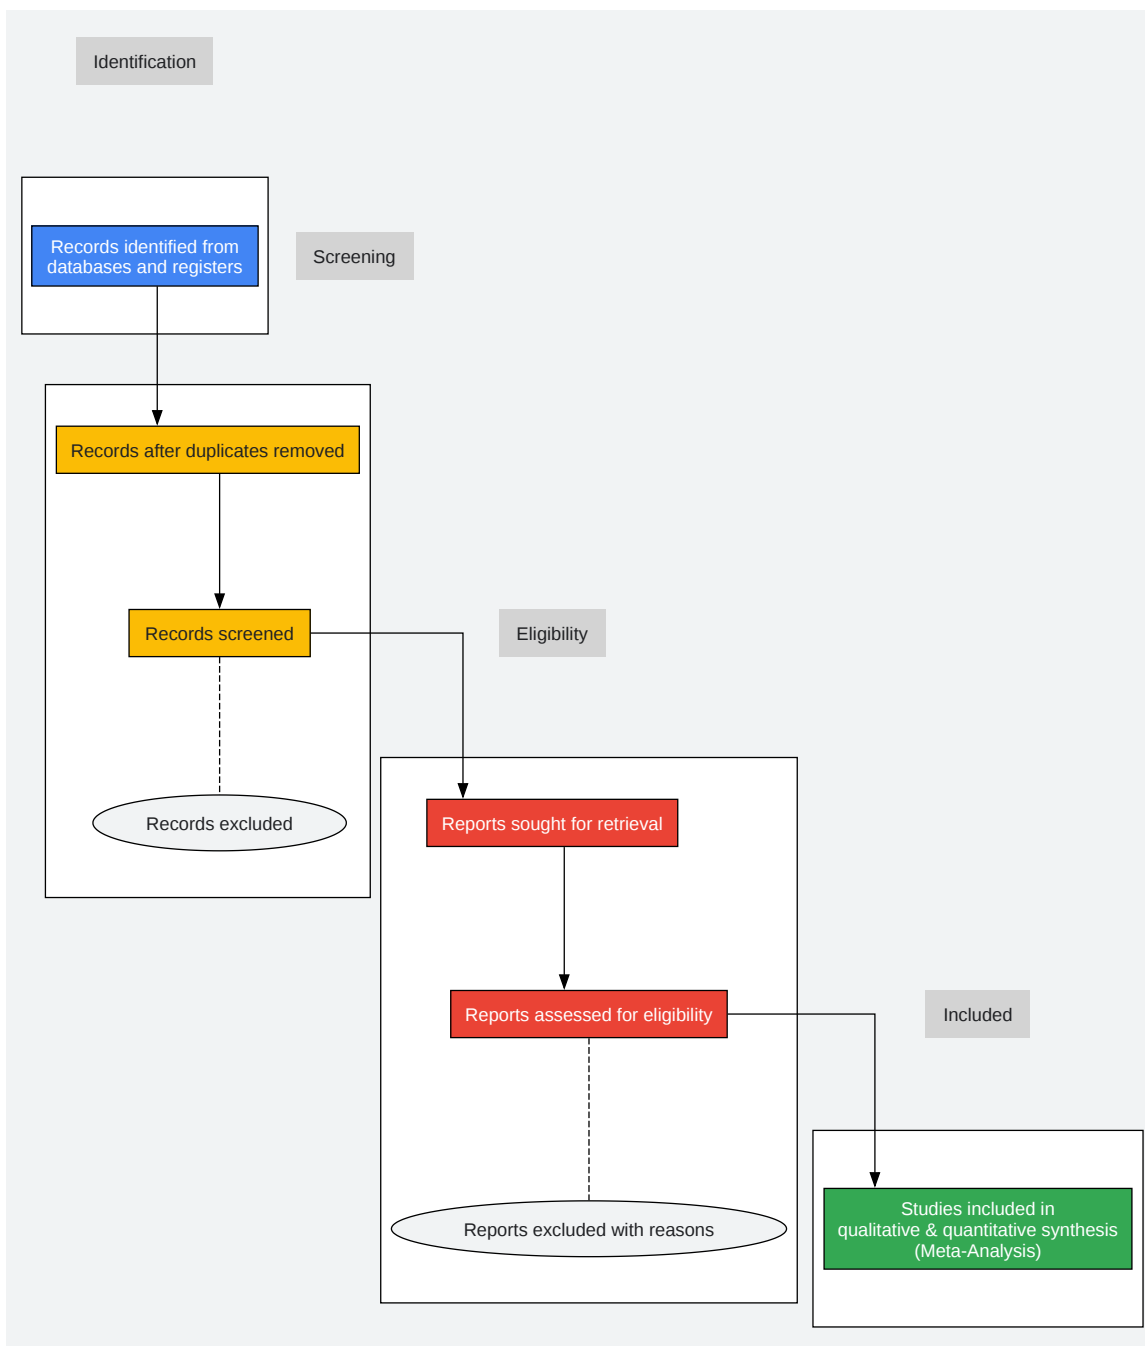 Identification
Records identified from
databases and registers
Screening
Records after duplicates removed
Records screened
Eligibility
Records excluded
Reports sought for retrieval
Reports assessed for eligibility
Included
Reports excluded with reasons
Studies included in
qualitative & quantitative synthesis
(Meta-Analysis)